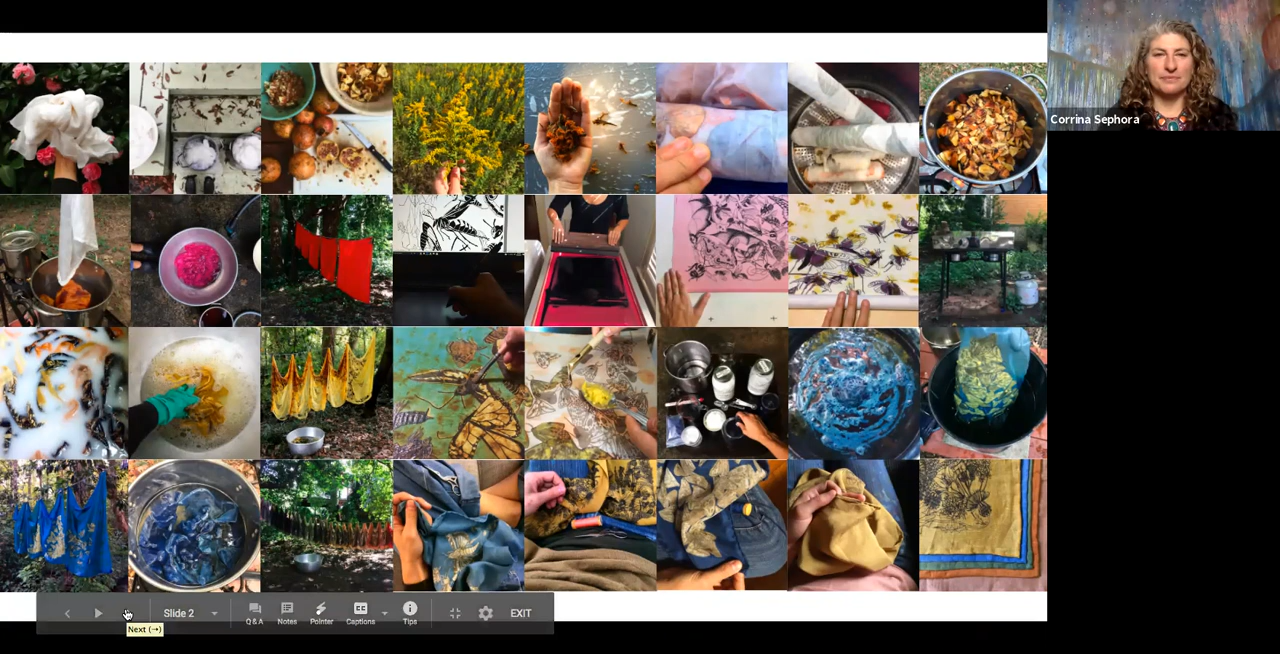 Corrina Sephora
Slide 2
Q & A
Notes
Pointer
Captions
Tips
EXIT
Next (→)